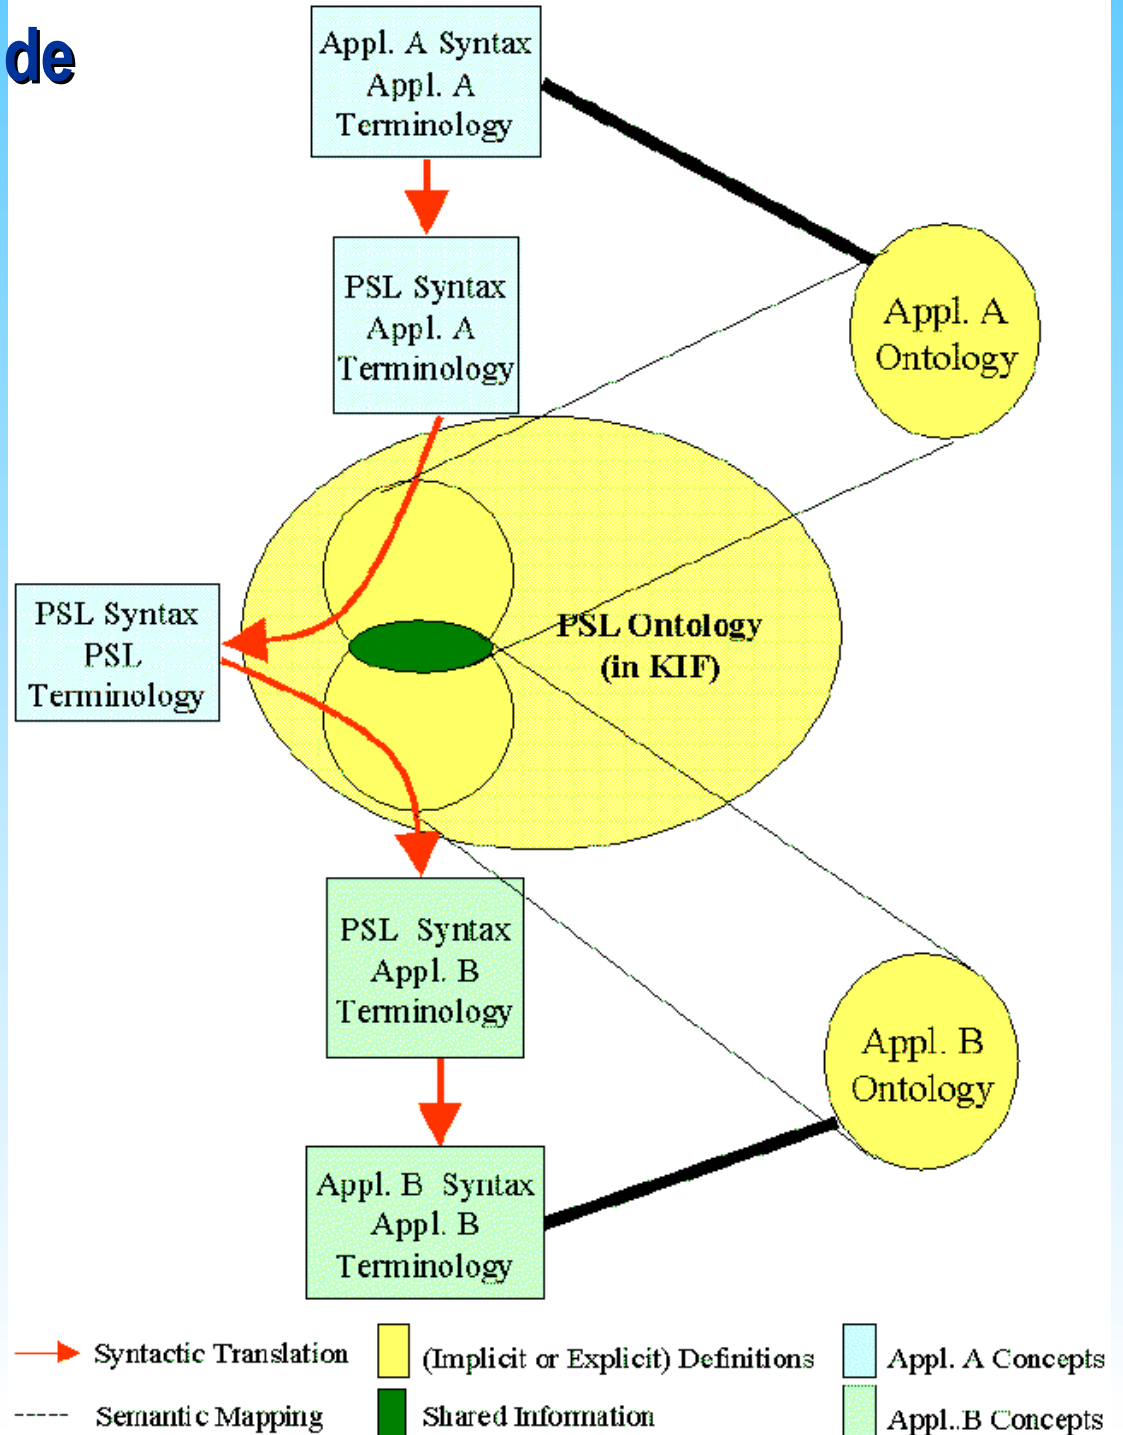 de
Appl. A Syntax
Appl. A
Terminology
PSL Syntax
Appl. A
Terminology
Appl. A
Ontology
PSL Syntax
PSL
Terminology
PSL Ontology
(in KIF)
PSL Syntax
Appl. B
Terminology
Appl. B
Ontology
Appl. B Syntax
Appl. B
Terminology
Syntactic Translation
(Implicit or Explicit) Definitions
Appl. A Concepts
Semantic Mapping
Shared Information
Appl..B Concepts